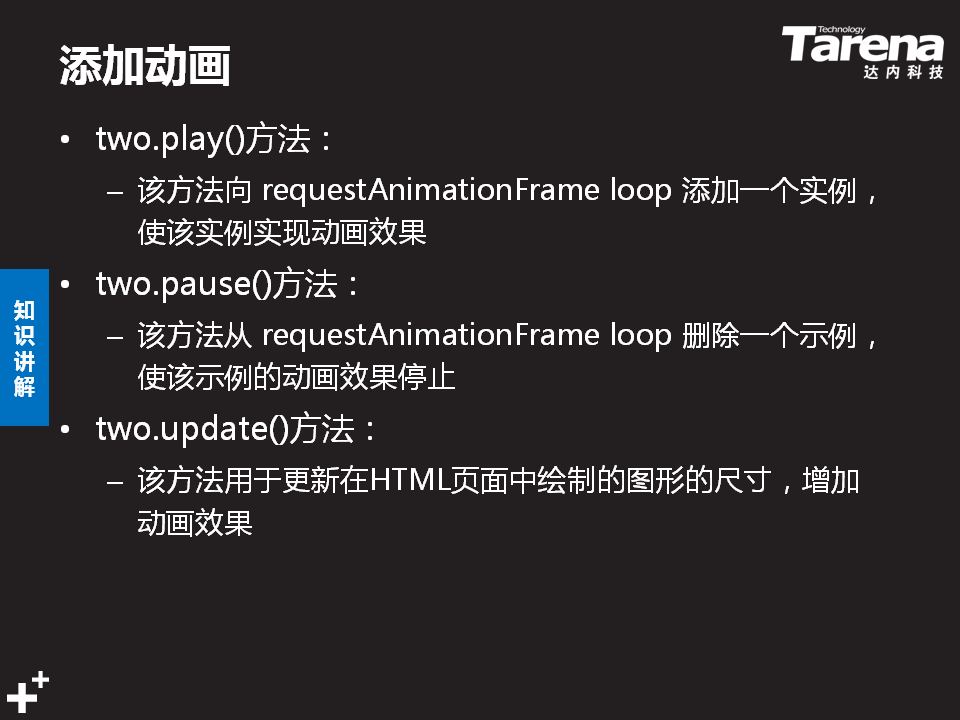 添加动画
Technology
Tarena
达内科技
• two.play()方法：
– 该方法向 requestAnimationFrame loop 添加一个实例，
使该实例实现动画效果
• two.pause()方法：
– 该方法从 requestAnimationFrame loop 删除一个示例，
使该示例的动画效果停止
• two.update()方法：
– 该方法用于更新在HTML页面中绘制的图形的尺寸，增加
动画效果
知识讲解